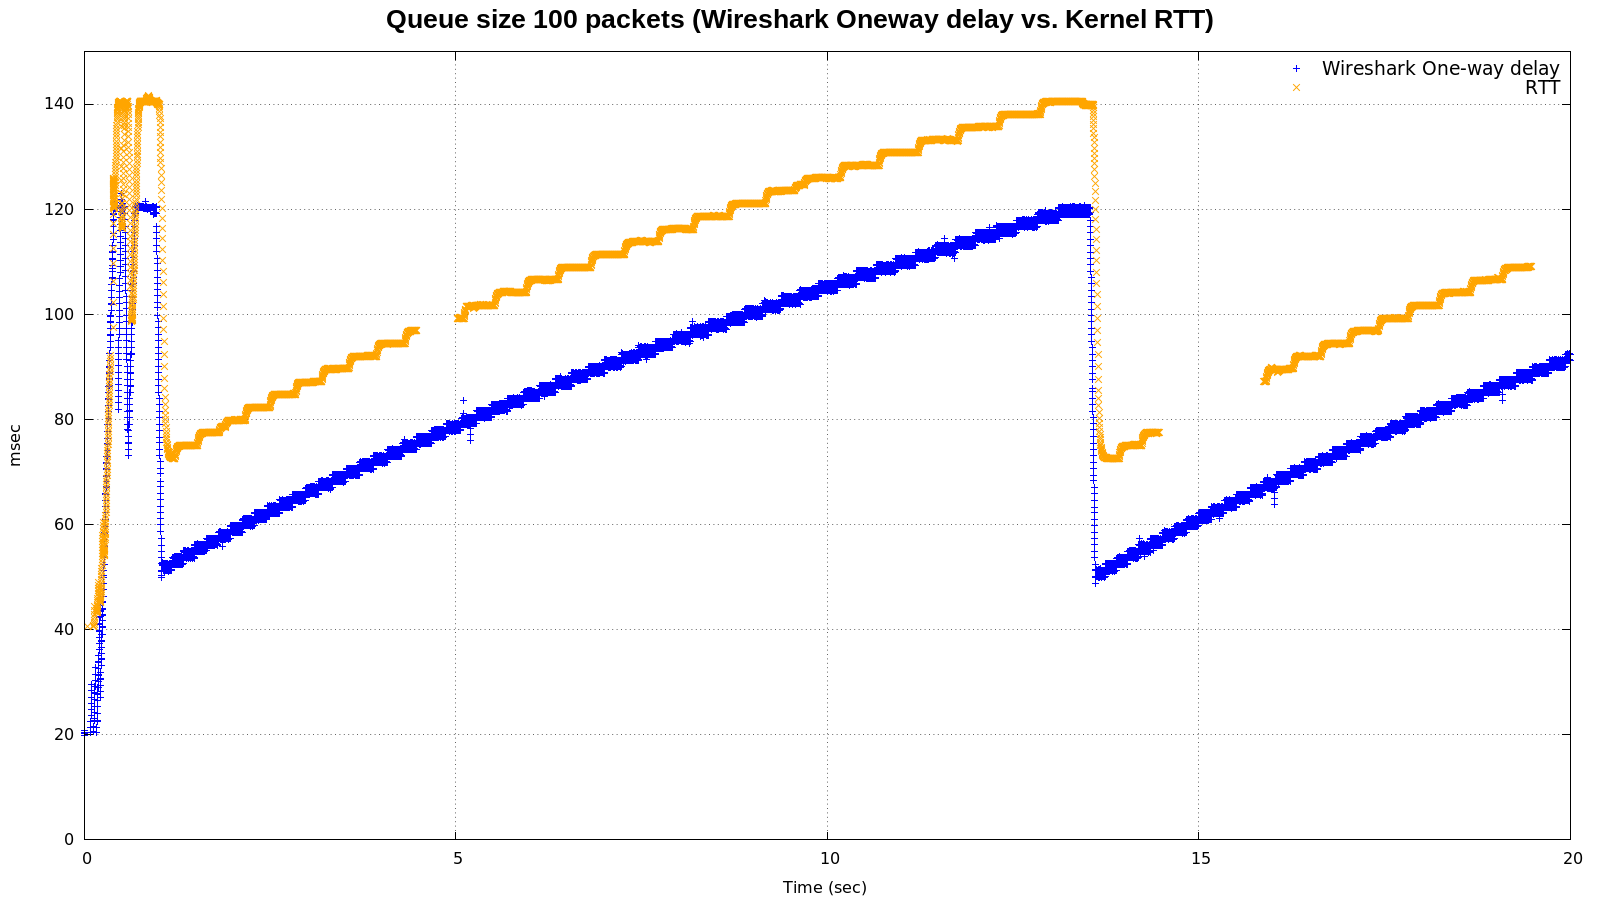 Queue size 100 packets (Wireshark Oneway delay vs. Kernel RTT)
Wireshark One-way delay
RTT
140
120
100
80
60
40
20
0
msec
0 5 10 15 20
Time (sec)